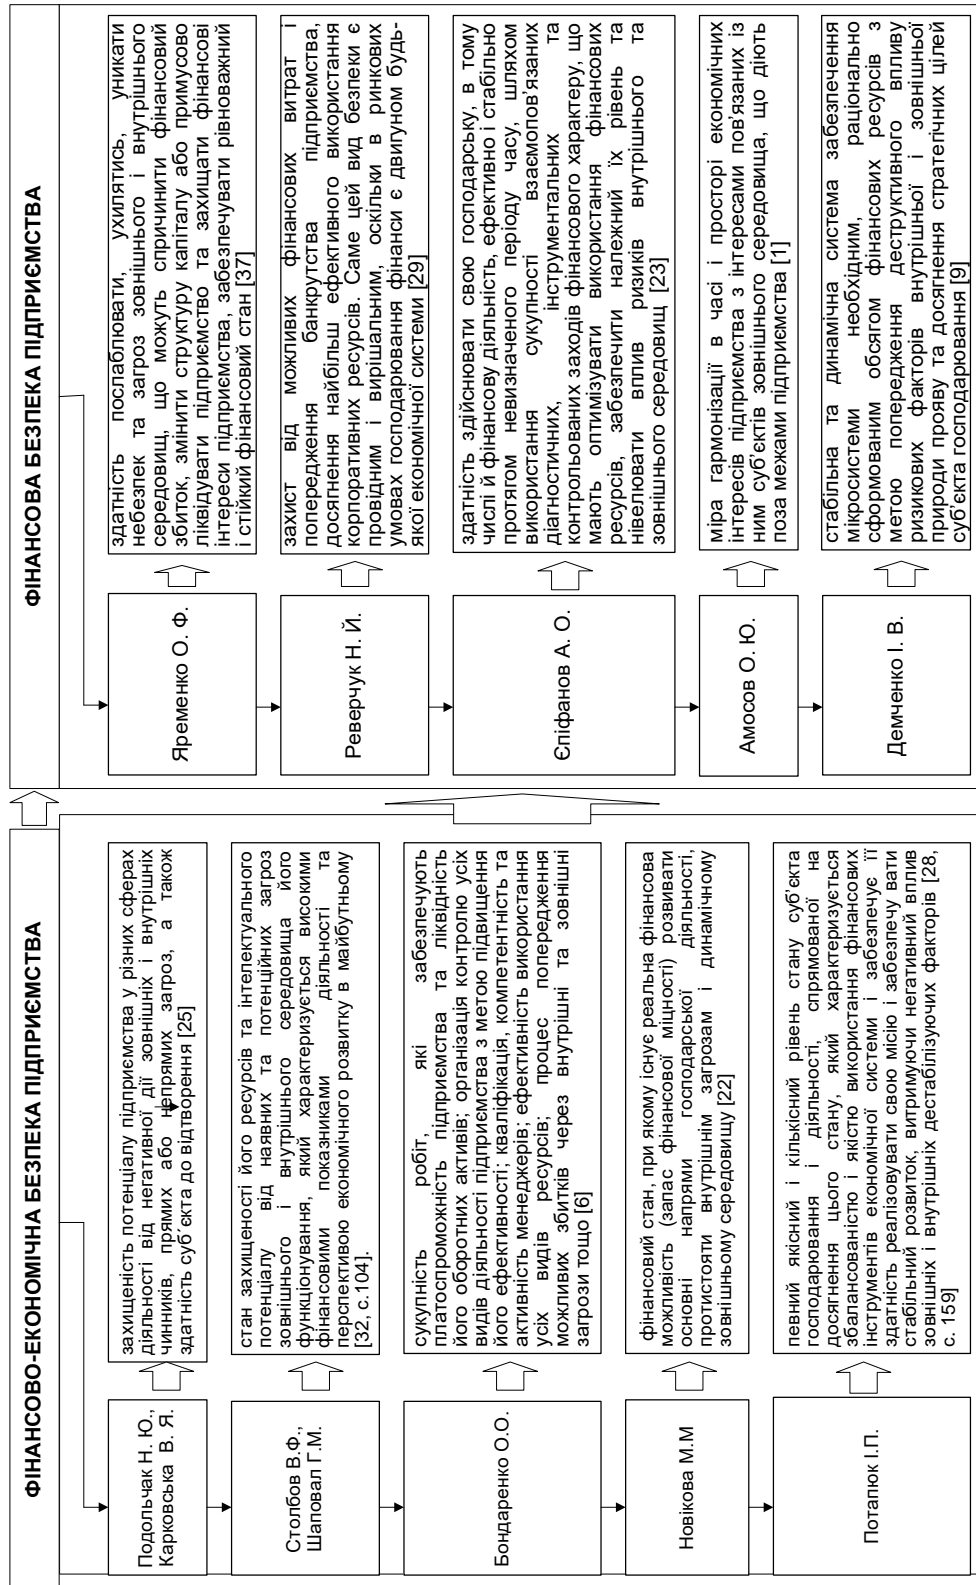 ФІНАНСОВО-ЕКОНОМІЧНА БЕЗПЕКА ПІДПРИЄМСТВА
Подольчак Н. Ю.,
Карковська В. Я.
захищеність потенціалу підприємства у різних сферах
діяльності від негативної дії зовнішніх і внутрішніх
чинників, прямих або непрямих загроз, а також
здатність суб´єкта до відтворення [25]
Столбов В.Ф.,
Шаповал Г.М.
стан захищеності його ресурсів та інтелектуального
потенціалу від наявних та потенційних загроз
зовнішнього і внутрішнього середовища його
функціонування, який характеризується високими
фінансовими показниками діяльності та
перспективою економічного розвитку в майбутньому
[32, с.104].
Бондаренко О.О.
сукупність робіт, які забезпечують
платоспроможність підприємства та ліквідність
його оборотних активів; організація контролю усіх
видів діяльності підприємства з метою підвищення
його ефективності; кваліфікація, компетентність та
активність менеджерів; ефективність використання
усіх видів ресурсів; процес попередження
можливих збитків через внутрішні та зовнішні
загрози тощо [6]
Новікова М.М
фінансовий стан, при якому існує реальна фінансова
можливість (запас фінансової міцності) розвивати
основні напрями господарської діяльності,
протистояти внутрішнім загрозам і динамічному
зовнішньому середовищу [22]
Потапюк І.П.
певний якісний і кількісний рівень стану суб’єкта
господарювання і діяльності, спрямованої на
досягнення цього стану, який характеризується
збалансованістю і якістю використання фінансових
інструментів економічної системи і забезпечує її
здатність реалізовувати свою місію і забезпечу вати
стабільний розвиток, витримуючи негативний вплив
зовнішніх і внутрішніх дестабілізуючих факторів [28,
с. 159]
ФІНАНСОВА БЕЗПЕКА ПІДПРИЄМСТВА
Яременко О. Ф.
здатність послаблювати, ухилятись, уникати
небезпек та загроз зовнішнього і внутрішнього
середовищ, що можуть спричинити фінансовий
збиток, змінити структуру капіталу або примусово
ліквідувати підприємство та захищати фінансові
інтереси підприємства, забезпечувати рівноважний
і стійкий фінансовий стан [37]
Реверчук Н. Й.
захист від можливих фінансових витрат і
попередження банкрутства підприємства,
досягнення найбільш ефективного використання
корпоративних ресурсів. Саме цей вид безпеки є
провідним і вирішальним, оскільки в ринкових
умовах господарювання фінанси є двигуном будь-
якої економічної системи [29]
Єпіфанов А. О.
здатність здійснювати свою господарську, в тому
числі й фінансову діяльність, ефективно і стабільно
протягом невизначеного періоду часу, шляхом
використання сукупності взаємопов’язаних
діагностичних, інструментальних та
контрольованих заходів фінансового характеру, що
мають оптимізувати використання фінансових
ресурсів, забезпечити належний їх рівень та
нівелювати вплив ризиків внутрішнього та
зовнішнього середовищ [23]
Амосов О. Ю.
міра гармонізації в часі і просторі економічних
інтересів підприємства з інтересами пов’язаних із
ним суб’єктів зовнішнього середовища, що діють
поза межами підприємства [1]
Демченко І. В.
стабільна та динамічна система забезпечення
мікросистеми необхідним, раціонально
сформованим обсягом фінансових ресурсів з
метою попередження деструктивного впливу
ризикових факторів внутрішньої і зовнішньої
природи прояву та досягнення стратегічних цілей
суб’єкта господарювання [9]